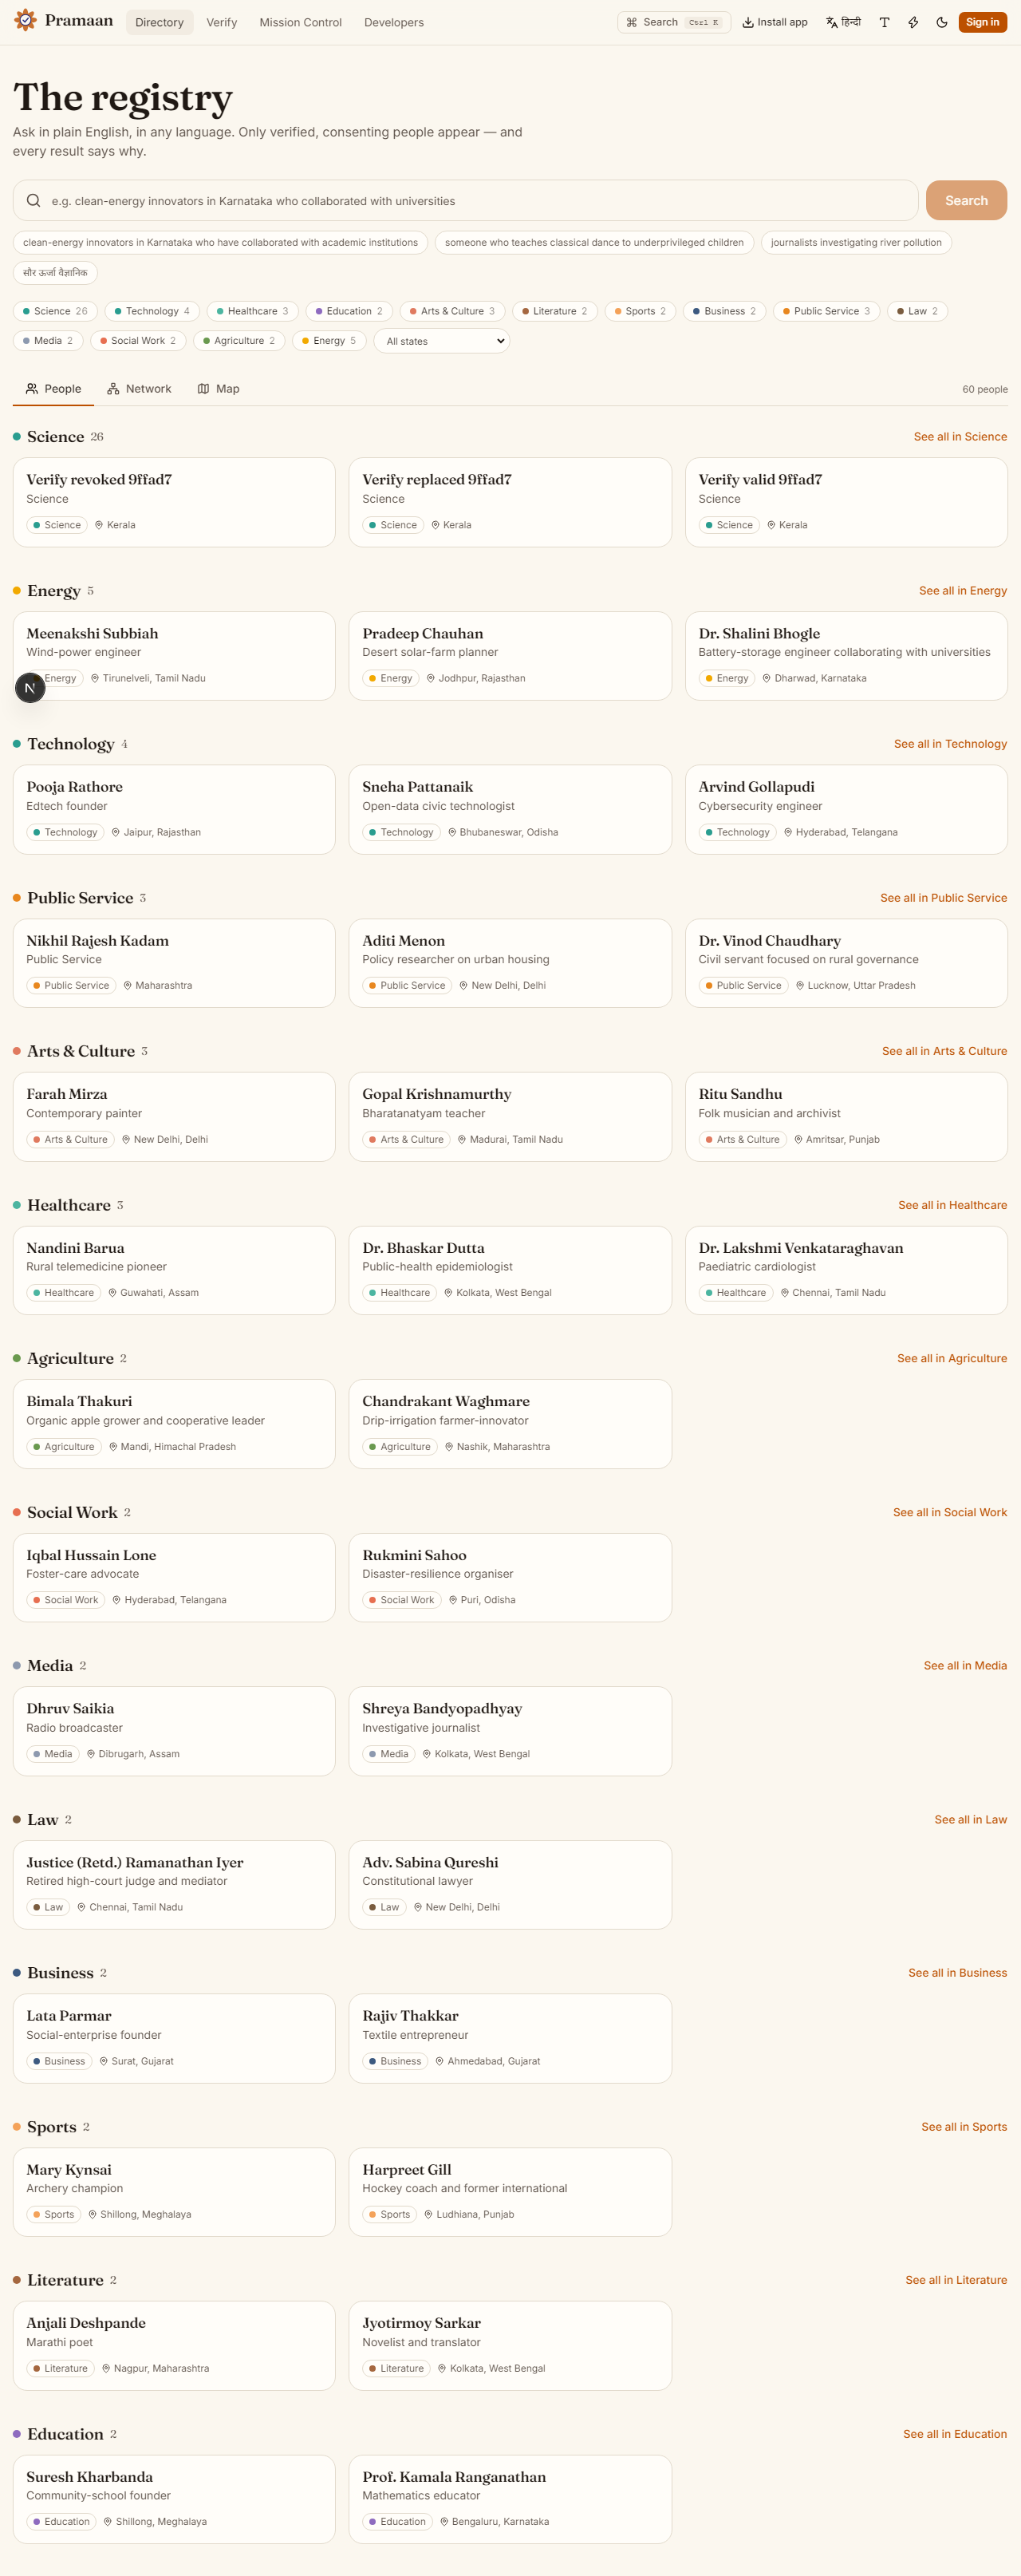 Pramaan Directory Verify Mission Control Developers Search Ctrl K Install app हिन्दी Sign in
The registry
Ask in plain English, in any language. Only verified, consenting people appear — and
every result says why.
e.g. clean-energy innovators in Karnataka who collaborated with universities Search
clean-energy innovators in Karnataka who have collaborated with academic institutions someone who teaches classical dance to underprivileged children journalists investigating river pollution
सौर ऊर्जा वैज्ञानिक
Science 26 Technology 4 Healthcare 3 Education 2 Arts & Culture 3 Literature 2 Sports 2 Business 2 Public Service 3 Law 2
Media 2 Social Work 2 Agriculture 2 Energy 5 All states
People Network Map 60 people
Science 26 See all in Science
Verify revoked 9ffad7 Verify replaced 9ffad7 Verify valid 9ffad7
Science Science Science
Science Kerala Science Kerala Science Kerala
Energy 5 See all in Energy
Meenakshi Subbiah Pradeep Chauhan Dr. Shalini Bhogle
Wind-power engineer Desert solar-farm planner Battery-storage engineer collaborating with universities
N Energy Tirunelveli, Tamil Nadu Energy Jodhpur, Rajasthan Energy Dharwad, Karnataka
Technology 4 See all in Technology
Pooja Rathore Sneha Pattanaik Arvind Gollapudi
Edtech founder Open-data civic technologist Cybersecurity engineer
Technology Jaipur, Rajasthan Technology Bhubaneswar, Odisha Technology Hyderabad, Telangana
Public Service 3 See all in Public Service
Nikhil Rajesh Kadam Aditi Menon Dr. Vinod Chaudhary
Public Service Policy researcher on urban housing Civil servant focused on rural governance
Public Service Maharashtra Public Service New Delhi, Delhi Public Service Lucknow, Uttar Pradesh
Arts & Culture 3 See all in Arts & Culture
Farah Mirza Gopal Krishnamurthy Ritu Sandhu
Contemporary painter Bharatanatyam teacher Folk musician and archivist
Arts & Culture New Delhi, Delhi Arts & Culture Madurai, Tamil Nadu Arts & Culture Amritsar, Punjab
Healthcare 3 See all in Healthcare
Nandini Barua Dr. Bhaskar Dutta Dr. Lakshmi Venkataraghavan
Rural telemedicine pioneer Public-health epidemiologist Paediatric cardiologist
Healthcare Guwahati, Assam Healthcare Kolkata, West Bengal Healthcare Chennai, Tamil Nadu
Agriculture 2 See all in Agriculture
Bimala Thakuri Chandrakant Waghmare
Organic apple grower and cooperative leader Drip-irrigation farmer-innovator
Agriculture Mandi, Himachal Pradesh Agriculture Nashik, Maharashtra
Social Work 2 See all in Social Work
Iqbal Hussain Lone Rukmini Sahoo
Foster-care advocate Disaster-resilience organiser
Social Work Hyderabad, Telangana Social Work Puri, Odisha
Media 2 See all in Media
Dhruv Saikia Shreya Bandyopadhyay
Radio broadcaster Investigative journalist
Media Dibrugarh, Assam Media Kolkata, West Bengal
Law 2 See all in Law
Justice (Retd.) Ramanathan Iyer Adv. Sabina Qureshi
Retired high-court judge and mediator Constitutional lawyer
Law Chennai, Tamil Nadu Law New Delhi, Delhi
Business 2 See all in Business
Lata Parmar Rajiv Thakkar
Social-enterprise founder Textile entrepreneur
Business Surat, Gujarat Business Ahmedabad, Gujarat
Sports 2 See all in Sports
Mary Kynsai Harpreet Gill
Archery champion Hockey coach and former international
Sports Shillong, Meghalaya Sports Ludhiana, Punjab
Literature 2 See all in Literature
Anjali Deshpande Jyotirmoy Sarkar
Marathi poet Novelist and translator
Literature Nagpur, Maharashtra Literature Kolkata, West Bengal
Education 2 See all in Education
Suresh Kharbanda Prof. Kamala Ranganathan
Community-school founder Mathematics educator
Education Shillong, Meghalaya Education Bengaluru, Karnataka